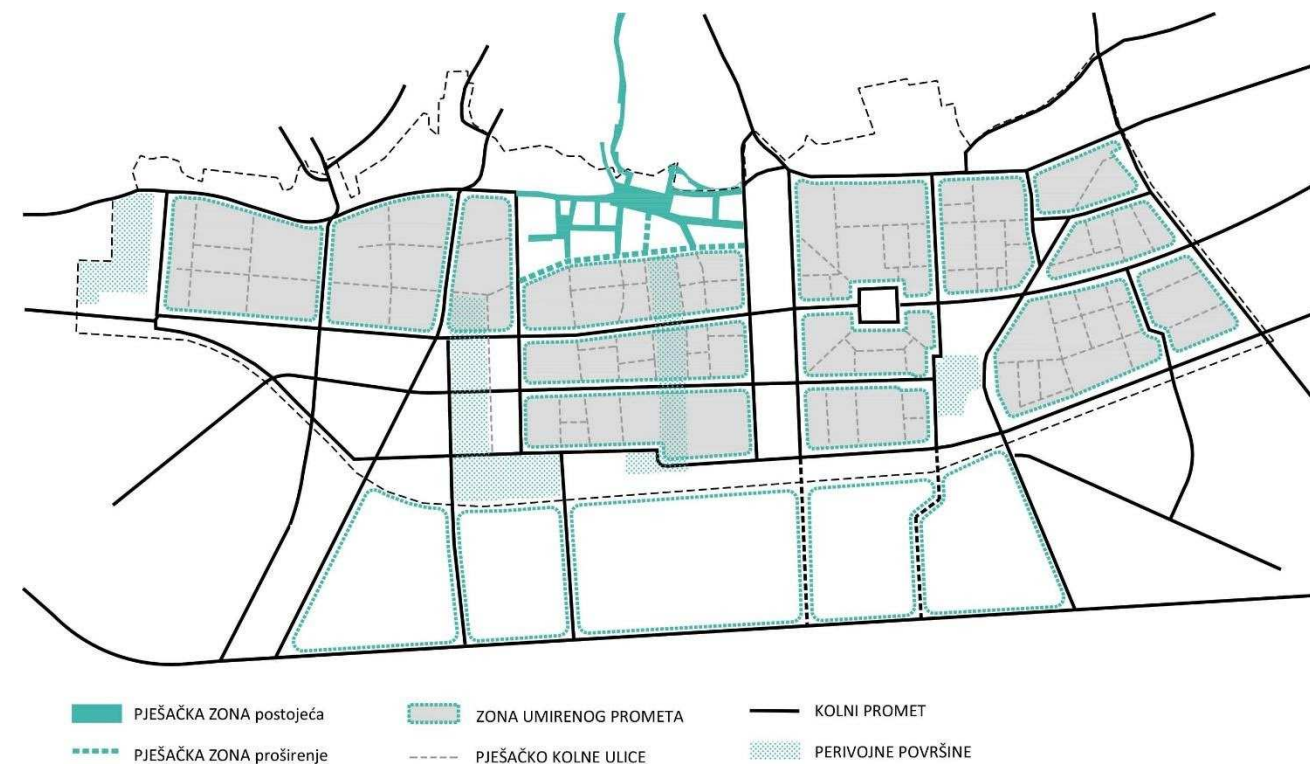 PJEŠAČKA ZONA postojeća
ZONA UMIRENOG PROMETA
KOLNI PROMET
PJEŠAČKA ZONA proširenje
PJEŠAČKO KOLNE ULICE
PERIVOJNE POVRŠINE